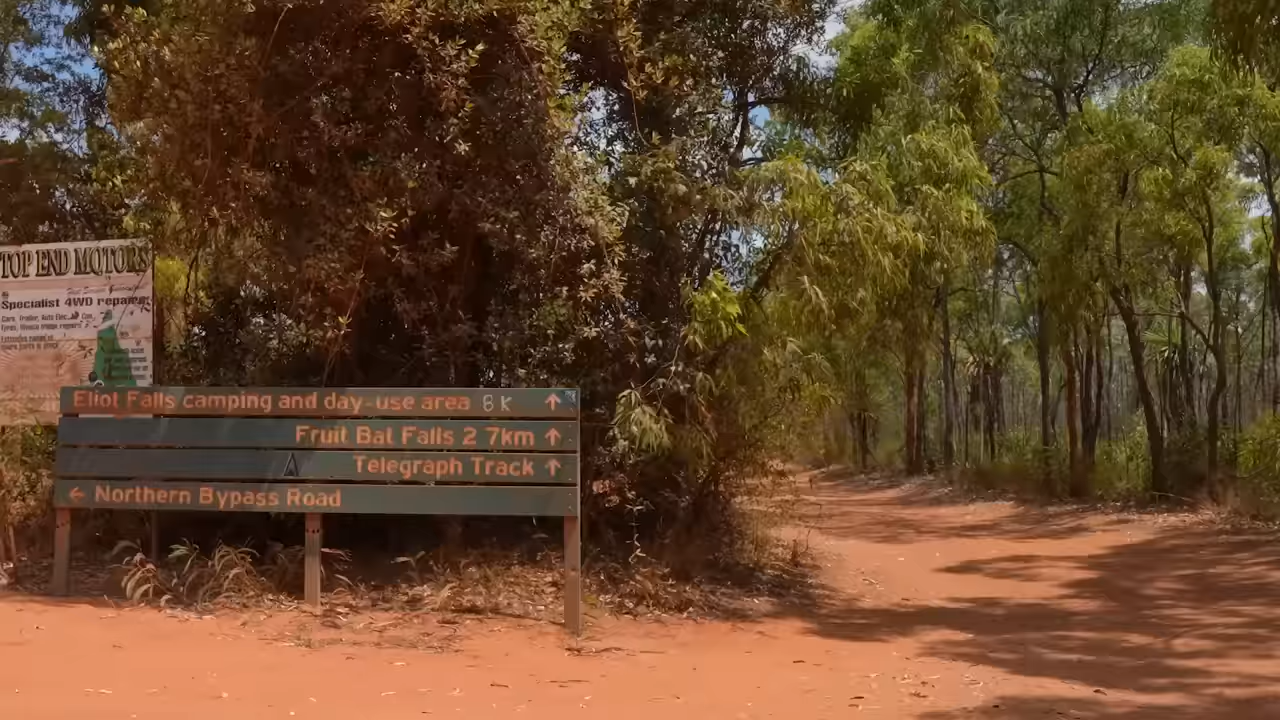 TOP END MOTORS
Specialist 4WD repairs
Eliot Falls camping and day-use area 8K ↑
Fruit Bat Falls 2 7km ↑
Telegraph Track ↑
← Northern Bypass Road